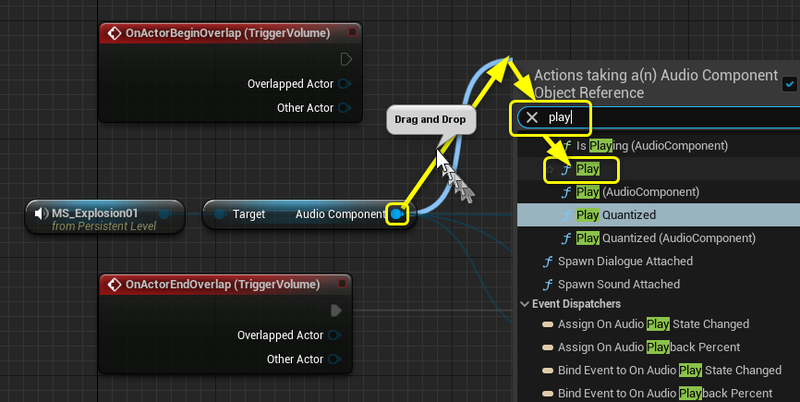 OnActorBeginOverlap (TriggerVolume)
Overlapped Actor
Other Actor
Drag and Drop
MS_Explosion01
from Persistent Level
Target
Audio Component
OnActorEndOverlap (TriggerVolume)
Overlapped Actor
Other Actor
Actions taking a(n) Audio Component
Object Reference
play
Is Playing (AudioComponent)
Play
Play (AudioComponent)
Play Quantized
Play Quantized (AudioComponent)
Spawn Dialogue Attached
Spawn Sound Attached
Event Dispatchers
Assign On Audio Play State Changed
Assign On Audio Playback Percent
Bind Event to On Audio Play State Changed
Bind Event to On Audio Playback Percent